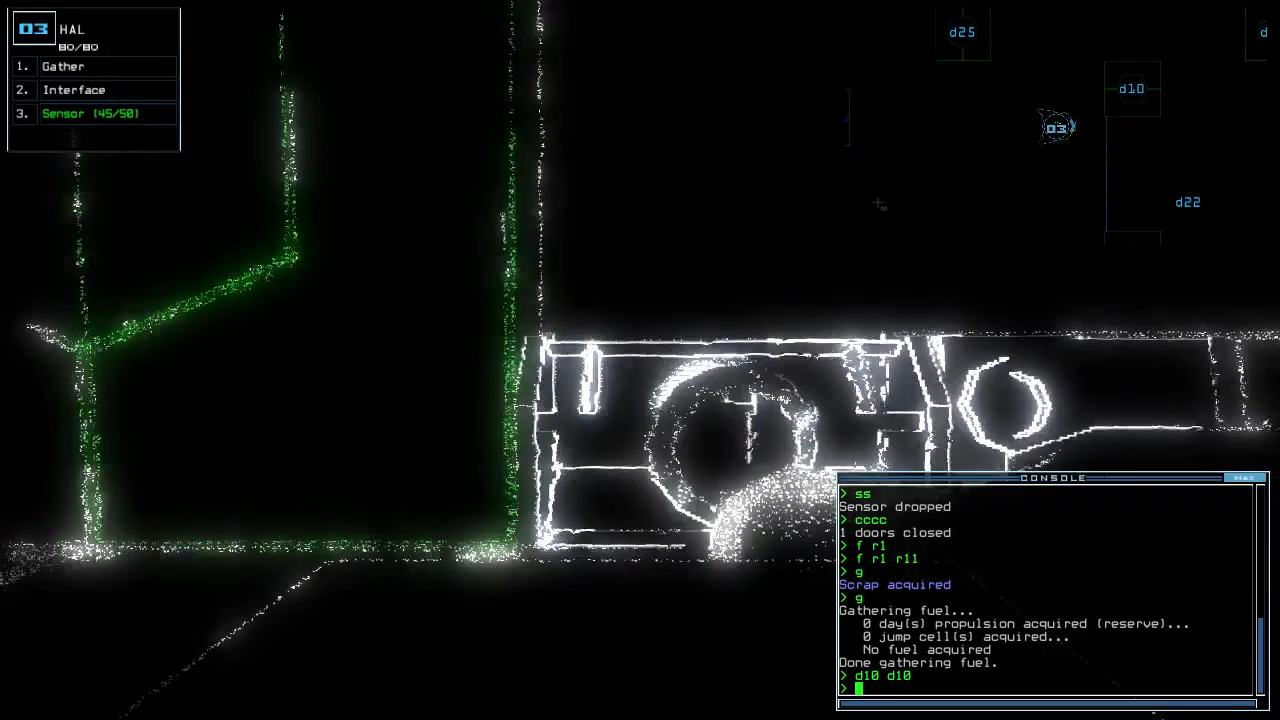 03 HAL
80/80
1. Gather
2. Interface
3. Sensor (45/50)
d25
d
d10
03
d22
CONSOLE
MAX
> ss
Sensor dropped
> cccc
1 doors closed
> f r1
> f r1 r11
> g
Scrap acquired
> g
Gathering fuel...
0 day(s) propulsion acquired (reserve)...
0 jump cell(s) acquired...
No fuel acquired
Done gathering fuel.
> d10 d10
>